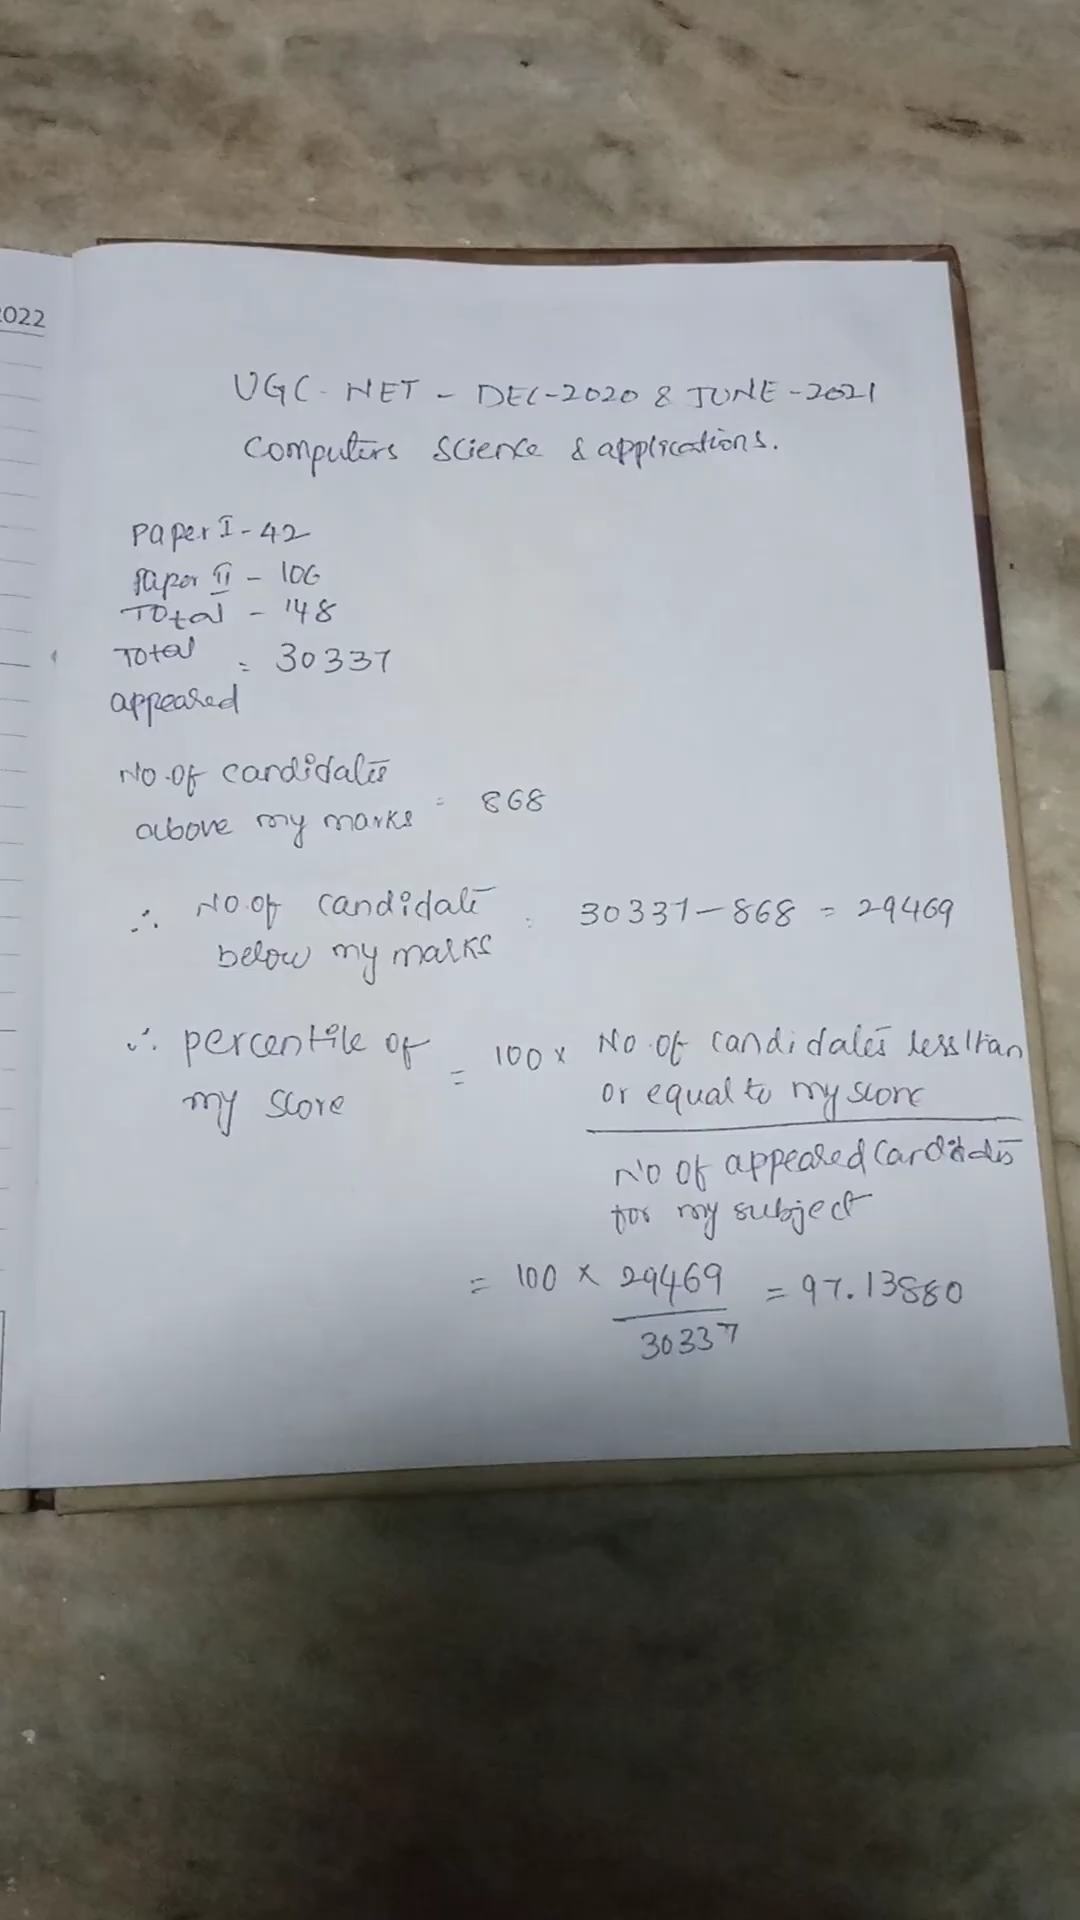 2022
UGC-NET - DEC-2020 & JUNE-2021
Computers Science & applications.
Paper I - 42
Paper II - 106
Total - 148
Total = 30337
appeared
No. of candidates
above my marks = 868
∴ No. of candidate
below my marks = 30337 - 868 = 29469
∴ percentile of my score = 100 × No. of candidates less than
or equal to my score
No of appeared Candidates
for my subject
= 100 × 29469 = 97.13880
30337